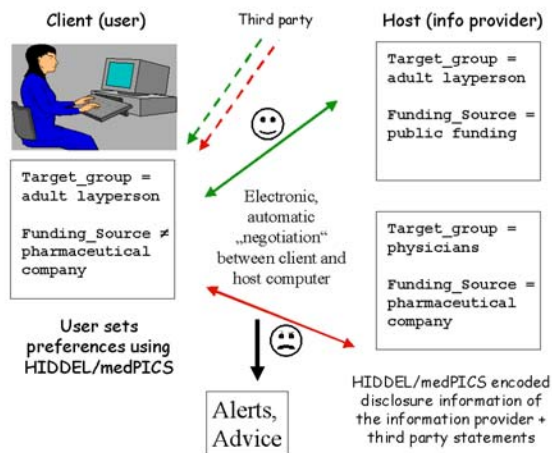 Client (user)
Third party
Host (info provider)
Target_group =
adult layperson
Funding_Source =
public funding
Target_group =
adult layperson
Funding_Source ≠
pharmaceutical
company
Electronic,
automatic
„negotiation“
between client and
host computer
Target_group =
physicians
Funding_Source =
pharmaceutical
company
User sets
preferences using
HIDDEL/medPICS
Alerts,
Advice
HIDDEL/medPICS encoded
disclosure information of
the information provider +
third party statements